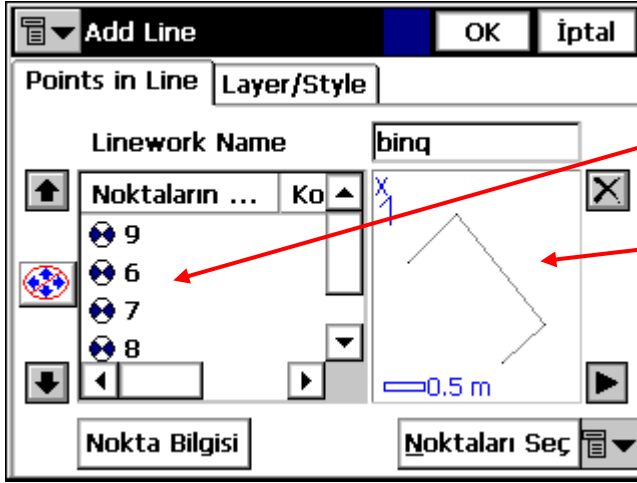 Add Line OK İptal
Points in Line Layer/Style
Linework Name binq
Noktaların ... Ko
9
6
7
8
X
0.5 m
Nokta Bilgisi Noktaları Seç